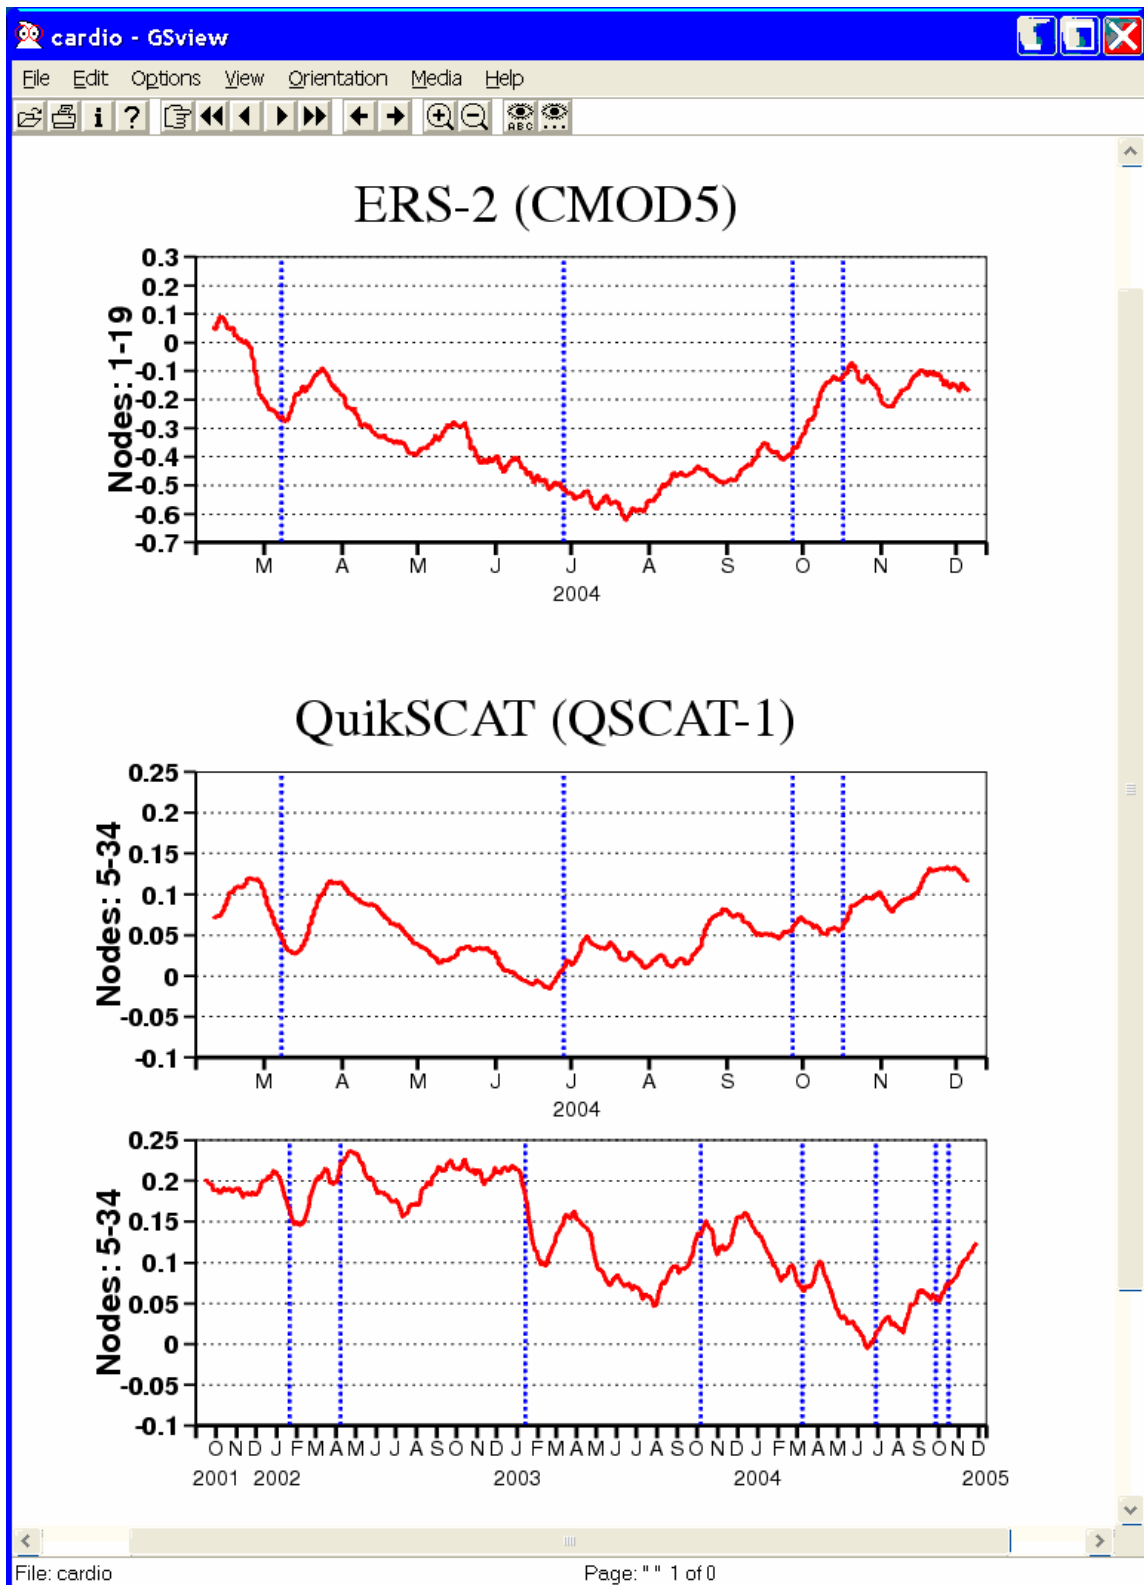 cardio - GSview
File Edit Options View Orientation Media Help
i ? ABC
ERS-2 (CMOD5)
Nodes: 1-19
0.3
0.2
0.1
0
-0.1
-0.2
-0.3
-0.4
-0.5
-0.6
-0.7
M A M J J A S O N D
2004
QuikSCAT (QSCAT-1)
Nodes: 5-34
0.25
0.2
0.15
0.1
0.05
0
-0.05
-0.1
M A M J J A S O N D
2004
Nodes: 5-34
0.25
0.2
0.15
0.1
0.05
0
-0.05
-0.1
O N D J F M A M J J A S O N D J F M A M J J A S O N D J F M A M J J A S O N D
2001 2002 2003 2004 2005
File: cardio Page: " " 1 of 0